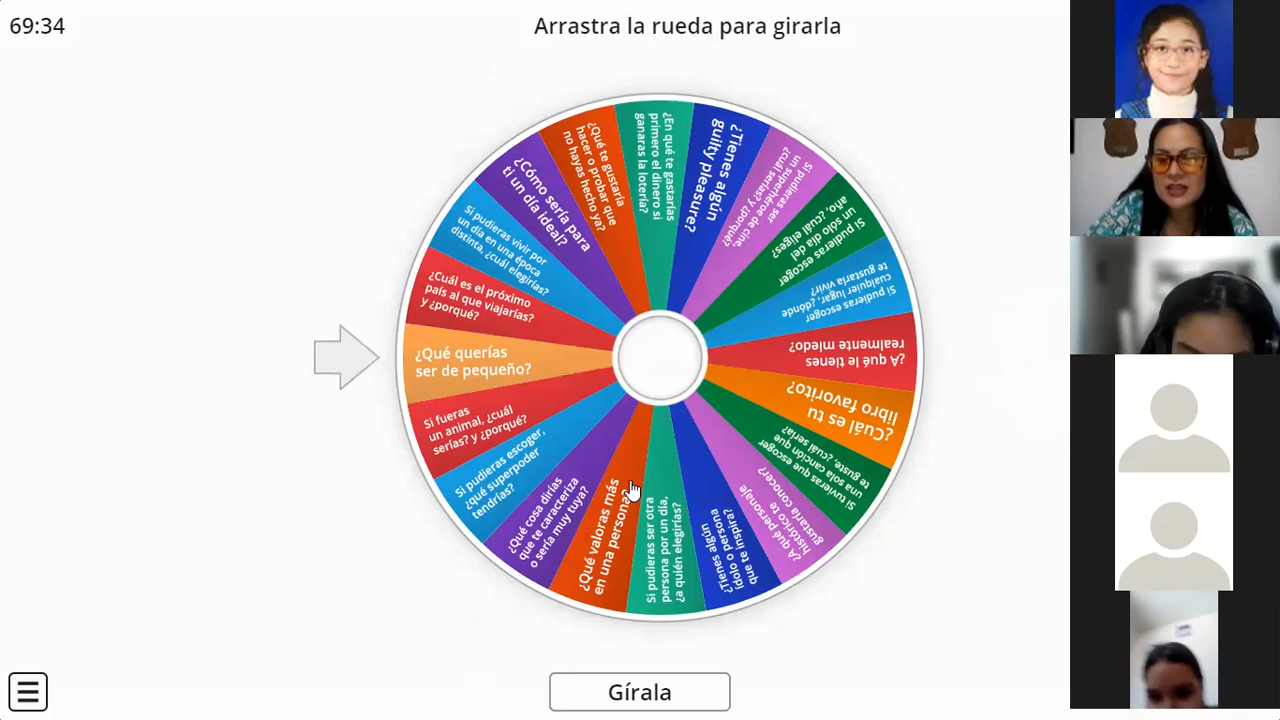 69:34
Arrastra la rueda para girarla
¿Qué querías
ser de pequeño?
¿Cuál es el próximo
país al que viajarías?
y ¿porqué?
Si pudieras vivir por
un día en una época
distinta, ¿cuál elegirías?
¿Cómo sería para
ti un día ideal?
¿Qué te gustaría
hacer o probar que
no hayas hecho ya?
¿En qué te gastarías
primero el dinero si
ganaras la lotería?
¿Tienes algún
guilty pleasure?
Si pudieras ser
un superhéroe de cine,
¿cuál serías? y ¿porqué?
Si pudieras escoger
un sólo día del
año, ¿cuál eliges?
Si pudieras escoger
cualquier lugar, ¿dónde
te gustaría vivir?
¿A qué le tienes
realmente miedo?
¿Cuál es tu
libro favorito?
Si tuvieras que escoger
una sola canción que
te guste, ¿cuál sería?
¿A qué personaje
histórico te
gustaría conocer?
¿Tienes algún
ídolo o persona
que te inspira?
Si pudieras ser otra
persona por un día,
¿a quién elegirías?
¿Qué valoras más
en una persona?
¿Qué cosa dirías
que te caracteriza
o sería muy tuya?
Si pudieras escoger,
¿qué superpoder
tendrías?
Si fueras
un animal, ¿cuál
serías? y ¿porqué?
Gírala